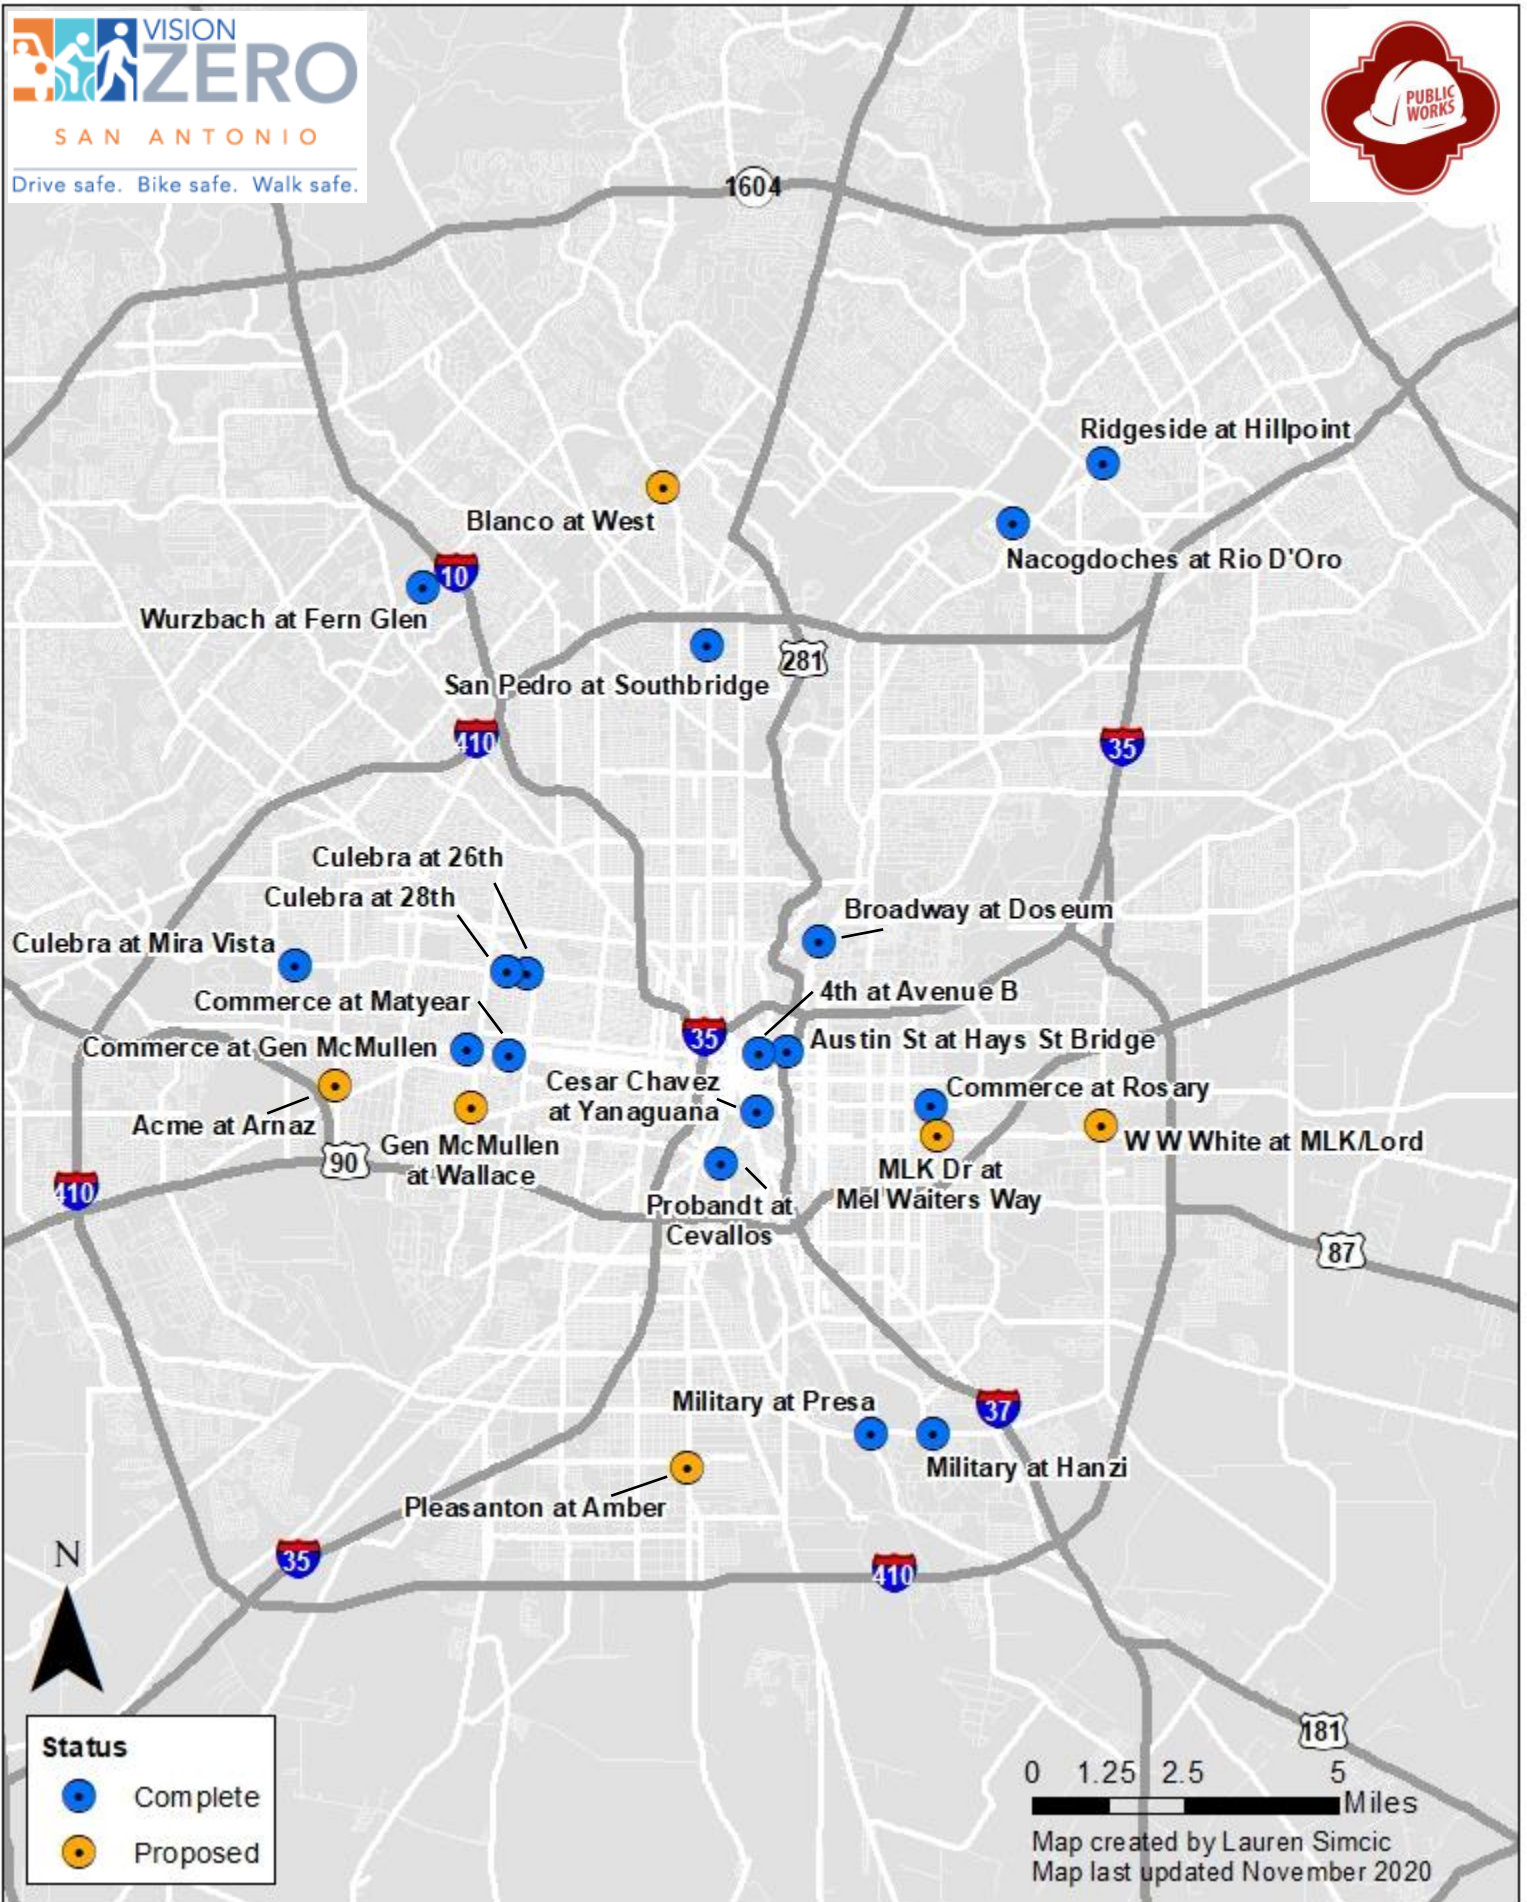 VISION
ZERO
SAN ANTONIO
Drive safe. Bike safe. Walk safe.
PUBLIC
WORKS
1604
Ridgeside at Hillpoint
Blanco at West
Nacogdoches at Rio D'Oro
10
Wurzbach at Fern Glen
281
San Pedro at Southbridge
410
35
Culebra at 26th
Culebra at 28th
Broadway at Doseum
Culebra at Mira Vista
4th at Avenue B
Commerce at Matyear
35
Austin St at Hays St Bridge
Commerce at Gen McMullen
Cesar Chavez
at Yanaguana
Commerce at Rosary
Acme at Arnaz
W W White at MLK/Lord
Gen McMullen
at Wallace
90
MLK Dr at
Mel Waiters Way
410
Probandt at
Cevallos
87
Military at Presa
37
Military at Hanzi
Pleasanton at Amber
N
35
410
181
Status
Complete
Proposed
0 1.25 2.5 5
Miles
Map created by Lauren Simcic
Map last updated November 2020